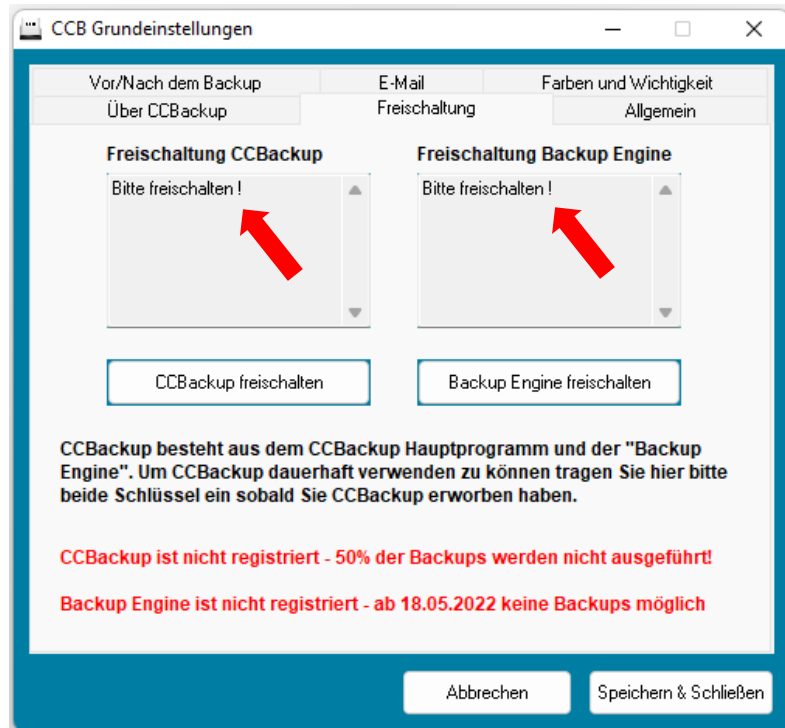 CCB Grundeinstellungen
Vor/Nach dem Backup E-Mail Farben und Wichtigkeit
Über CCBackup Freischaltung Allgemein
Freischaltung CCBackup Freischaltung Backup Engine
Bitte freischalten ! Bitte freischalten !
CCBackup freischalten Backup Engine freischalten
CCBackup besteht aus dem CCBackup Hauptprogramm und der "Backup
Engine". Um CCBackup dauerhaft verwenden zu können tragen Sie hier bitte
beide Schlüssel ein sobald Sie CCBackup erworben haben.
CCBackup ist nicht registriert - 50% der Backups werden nicht ausgeführt!
Backup Engine ist nicht registriert - ab 18.05.2022 keine Backups möglich
Abbrechen Speichern & Schließen